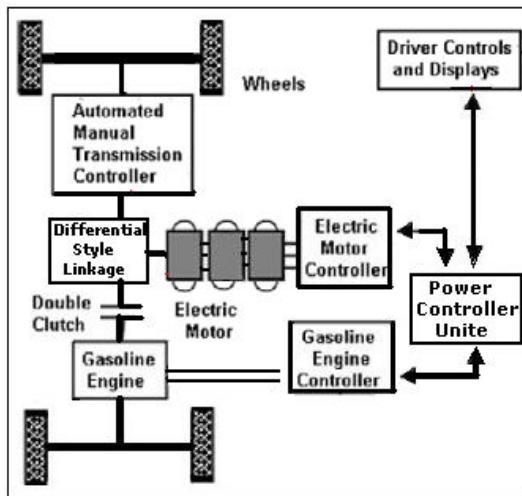 Driver Controls
and Displays
Wheels
Automated
Manual
Transmission
Controller
Differential
Style
Linkage
Electric
Motor
Controller
Double
Clutch
Electric
Motor
Power
Controller
Unite
Gasoline
Engine
Gasoline
Engine
Controller